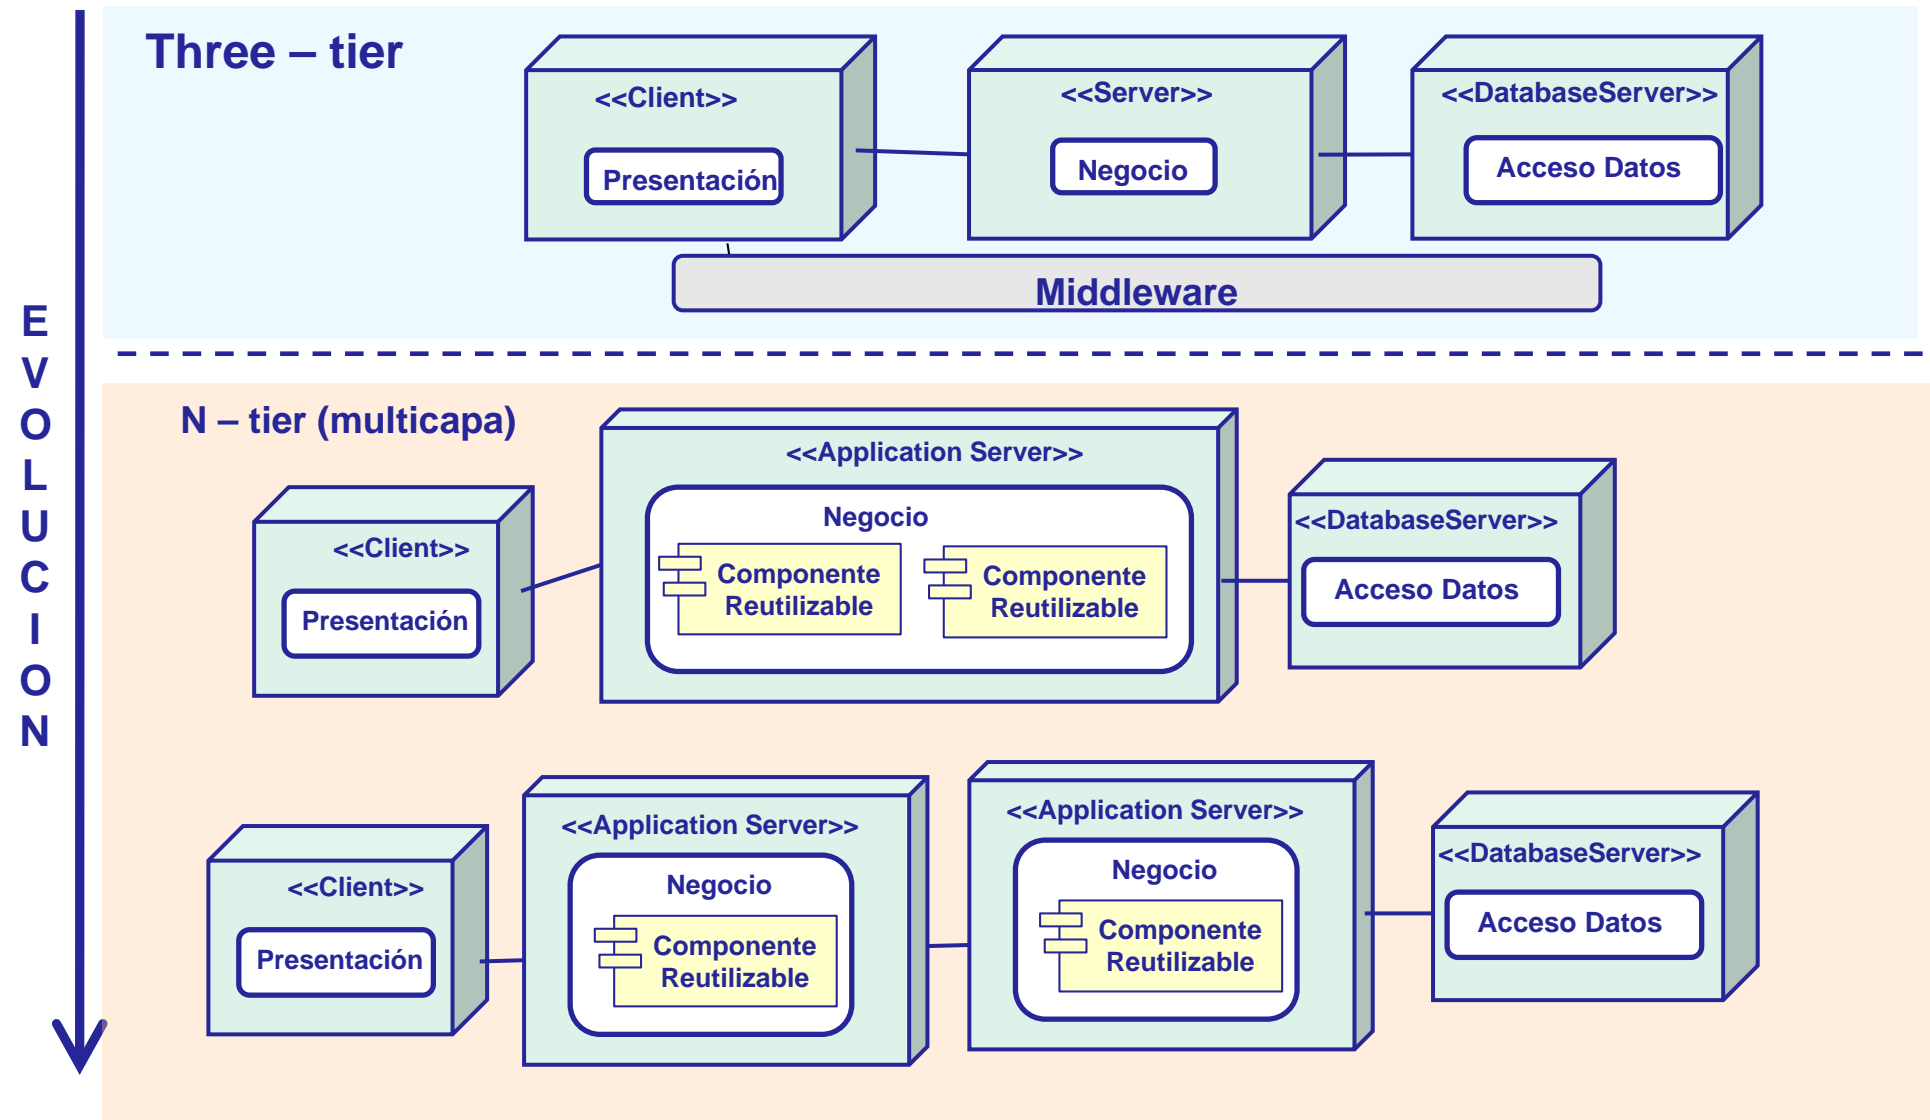 Three – tier
<<Client>>
Presentación
<<Server>>
Negocio
<<DatabaseServer>>
Acceso Datos
Middleware
E
V
O
L
U
C
I
O
N
N – tier (multicapa)
<<Client>>
Presentación
<<Application Server>>
Negocio
Componente
Reutilizable
Componente
Reutilizable
<<DatabaseServer>>
Acceso Datos
<<Client>>
Presentación
<<Application Server>>
Negocio
Componente
Reutilizable
<<Application Server>>
Negocio
Componente
Reutilizable
<<DatabaseServer>>
Acceso Datos